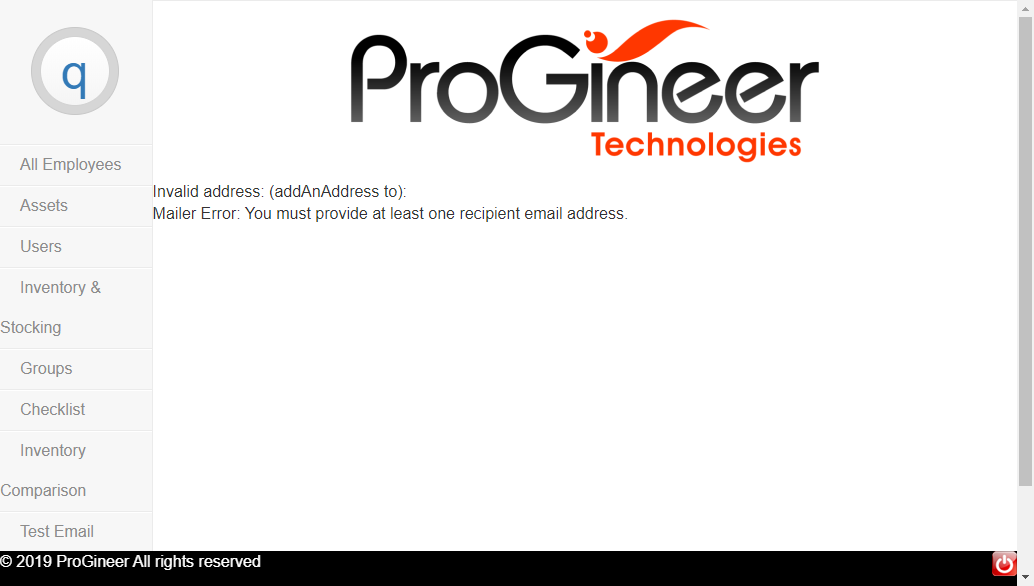 q
All Employees
Assets
Users
Inventory &
Stocking
Groups
Checklist
Inventory
Comparison
Test Email
ProGineer
Technologies
Invalid address: (addAnAddress to):
Mailer Error: You must provide at least one recipient email address.
© 2019 ProGineer All rights reserved